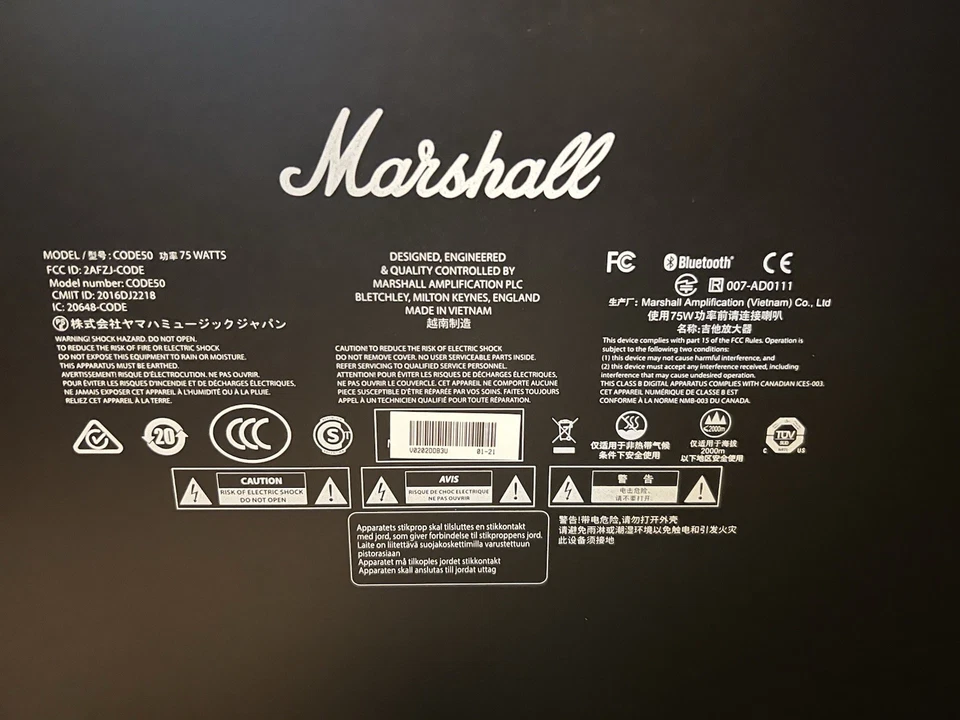 Marshall
MODEL / 型号 : CODE50 功率 75 WATTS
FCC ID: 2AFZJ-CODE
Model number: CODE50
CMIIT ID: 2016DJ2218
IC: 20648-CODE
株式会社ヤマハミュージックジャパン
WARNING! SHOCK HAZARD. DO NOT OPEN.
TO REDUCE THE RISK OF FIRE OR ELECTRIC SHOCK
DO NOT EXPOSE THIS EQUIPMENT TO RAIN OR MOISTURE.
THIS APPARATUS MUST BE EARTHED.
AVERTISSEMENT! RISQUE D'ÉLECTROCUTION. NE PAS OUVRIR.
POUR ÉVITER LES RISQUES D'INCENDIE ET DE DÉCHARGES ÉLECTRIQUES,
NE JAMAIS EXPOSER CET APPAREIL À L'HUMIDITÉ OU À LA PLUIE.
RELIEZ CET APPAREIL À LA TERRE.
DESIGNED, ENGINEERED
& QUALITY CONTROLLED BY
MARSHALL AMPLIFICATION PLC
BLETCHLEY, MILTON KEYNES, ENGLAND
MADE IN VIETNAM
越南制造
CAUTION! TO REDUCE THE RISK OF ELECTRIC SHOCK
DO NOT REMOVE COVER. NO USER SERVICEABLE PARTS INSIDE.
REFER SERVICING TO QUALIFIED SERVICE PERSONNEL.
ATTENTION! POUR ÉVITER LES RISQUES DE DÉCHARGES ÉLECTRIQUES,
NE PAS OUVRIR LE COUVERCLE. CET APPAREIL NE COMPORTE AUCUNE
PIECE SUSCEPTIBLE D'ÊTRE RÉPARÉE PAR VOS SOINS. FAITES TOUJOURS
APPEL À UN TECHNICIEN QUALIFIÉ POUR TOUTE RÉPARATION.
FC Bluetooth CE
R 007-AD0111
生产厂: Marshall Amplification (Vietnam) Co., Ltd
使用75W功率前请连接喇叭
名称:吉他放大器
This device complies with part 15 of the FCC Rules. Operation is
subject to the following two conditions:
(1) this device may not cause harmful interference, and
(2) this device must accept any interference received, including
interference that may cause undesired operation.
THIS CLASS B DIGITAL APPARATUS COMPLIES WITH CANADIAN ICES-003.
CET APPAREIL NUMÉRIQUE DE CLASSE B EST
CONFORME À LA NORME NMB-003 DU CANADA.
20
CCC
S
V0202DDB3U 01-21
仅适用于非热带气候
条件下安全使用
2000m
仅适用于海拔
2000m
以下地区安全使用
TÜV
C US
CAUTION
RISK OF ELECTRIC SHOCK
DO NOT OPEN
AVIS
RISQUE DE CHOC ELECTRIQUE
NE PAS OUVRIR
警 告
电击危险,
请不要打开.
Apparatets stikprop skal tilsluttes en stikkontakt
med jord, som giver forbindelse til stikproppens jord.
Laite on liitettävä suojakoskettimilla varustettuun
pistorasiaan
Apparatet må tilkoples jordet stikkontakt
Apparaten skall anslutas till jordat uttag
警告!带电危险,请勿打开外壳
请避免雨淋或潮湿环境以免触电和引发火灾
此设备须接地